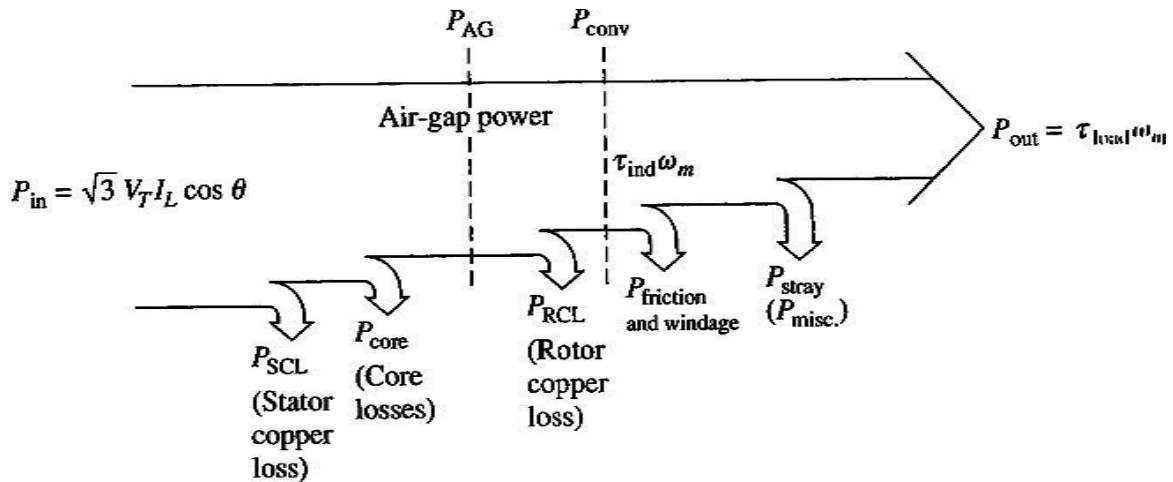 P_AG
P_conv
Air-gap power
P_out = τ_load ω_m
τ_ind ω_m
P_in = √3 V_T I_L cos θ
P_SCL
(Stator
copper
loss)
P_core
(Core
losses)
P_RCL
(Rotor
copper
loss)
P_friction
and windage
P_stray
(P_misc.)